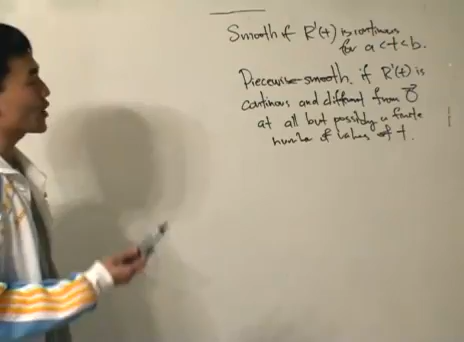 Smooth if R'(t) is continuous
for a < t < b.
Piecewise-smooth. if R'(t) is
continuous and different from 0⃗
at all but possibly a finite
number of values of t.